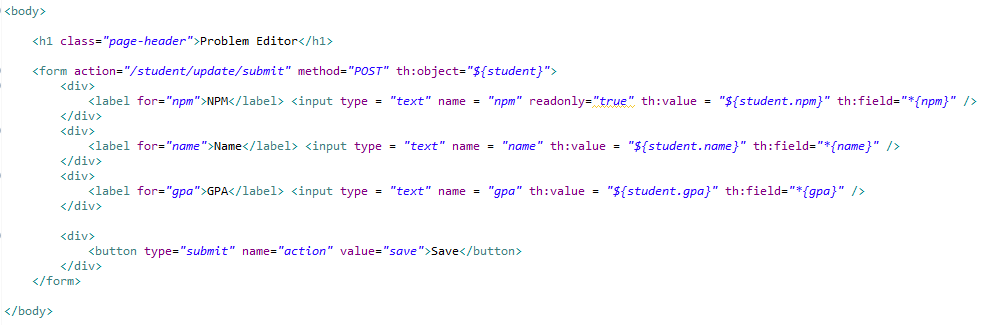 <body>
<h1 class="page-header">Problem Editor</h1>
<form action="/student/update/submit" method="POST" th:object="${student}">
<div>
<label for="npm">NPM</label> <input type = "text" name = "npm" readonly="true" th:value = "${student.npm}" th:field="*{npm}" />
</div>
<div>
<label for="name">Name</label> <input type = "text" name = "name" th:value = "${student.name}" th:field="*{name}" />
</div>
<div>
<label for="gpa">GPA</label> <input type = "text" name = "gpa" th:value = "${student.gpa}" th:field="*{gpa}" />
</div>
<div>
<button type="submit" name="action" value="save">Save</button>
</div>
</form>
</body>